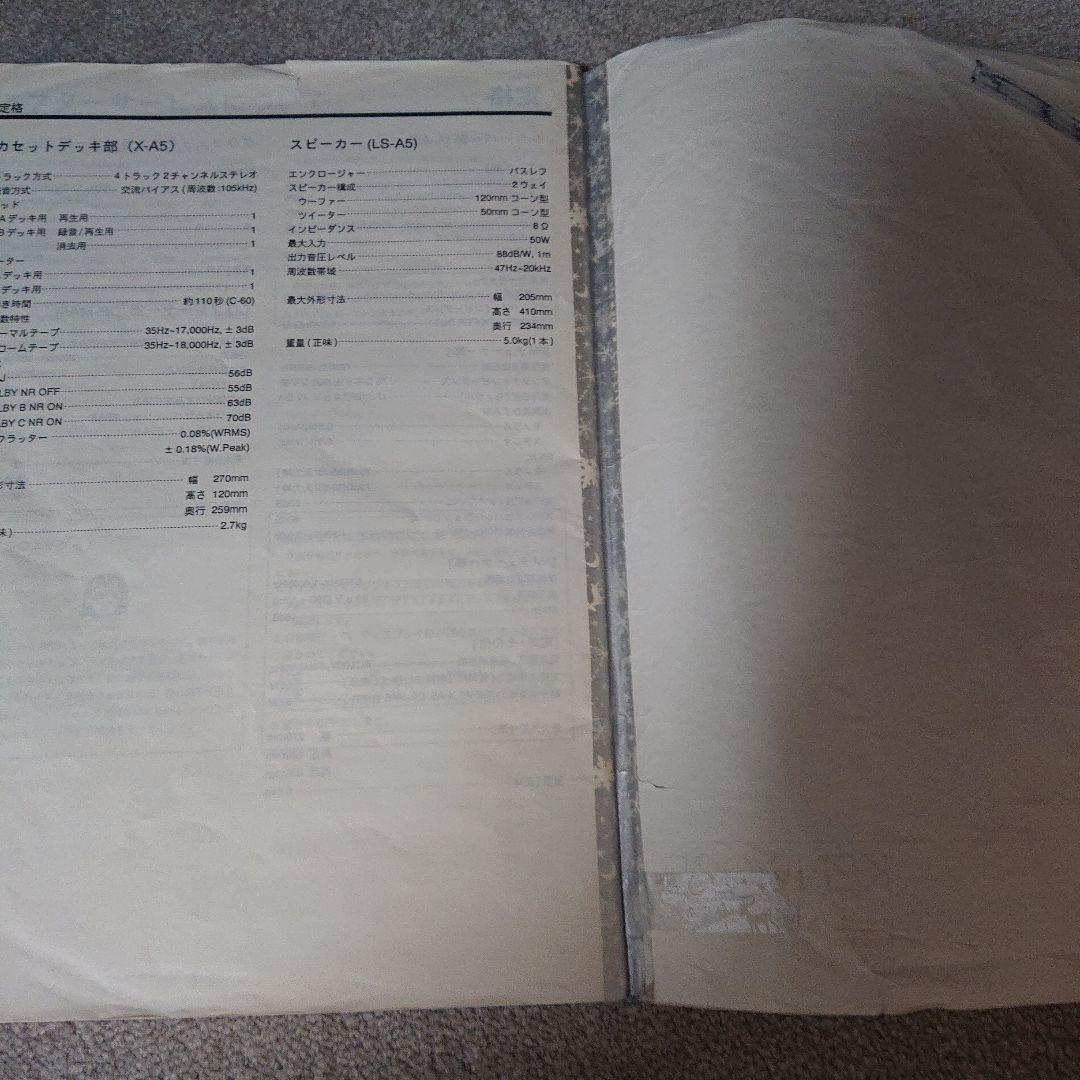 定格
カセットデッキ部（X-A5）
トラック方式 4トラック2チャンネルステレオ
音方式 交流バイアス(周波数:105kHz)
ッド
Aデッキ用 再生用 1
Bデッキ用 録音/再生用 1
消去用 1
ーター
デッキ用 1
デッキ用 1
き時間 約110秒(C-60)
数特性
ーマルテープ 35Hz~17,000Hz, ± 3dB
ロームテープ 35Hz~18,000Hz, ± 3dB
56dB
LBY NR OFF 55dB
LBY B NR ON 63dB
BY C NR ON 70dB
フラッター 0.08%(WRMS)
± 0.18%(W.Peak)
形寸法 幅 270mm
高さ 120mm
奥行 259mm
味) 2.7kg
スピーカー(LS-A5)
エンクロージャー バスレフ
スピーカー構成 2ウェイ
ウーファー 120mmコーン型
ツイーター 50mmコーン型
インピーダンス 8Ω
最大入力 50W
出力音圧レベル 88dB/W, 1m
周波数帯域 47Hz~20kHz
最大外形寸法 幅 205mm
高さ 410mm
奥行 234mm
重量(正味) 5.0kg(1本)